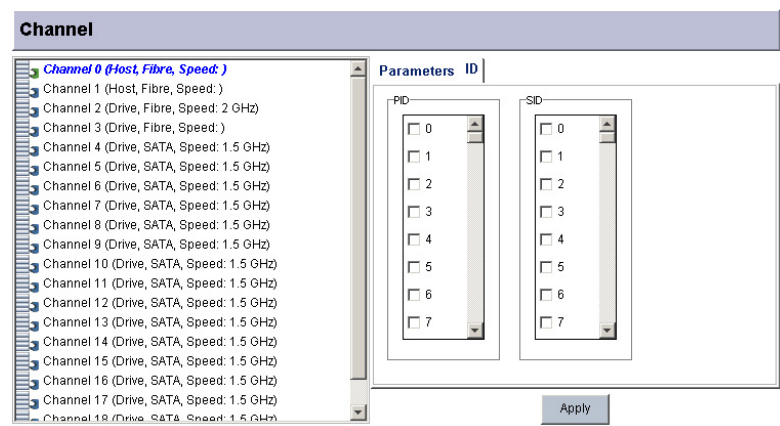 Channel
Channel 0 (Host, Fibre, Speed: )
Channel 1 (Host, Fibre, Speed: )
Channel 2 (Drive, Fibre, Speed: 2 GHz)
Channel 3 (Drive, Fibre, Speed: )
Channel 4 (Drive, SATA, Speed: 1.5 GHz)
Channel 5 (Drive, SATA, Speed: 1.5 GHz)
Channel 6 (Drive, SATA, Speed: 1.5 GHz)
Channel 7 (Drive, SATA, Speed: 1.5 GHz)
Channel 8 (Drive, SATA, Speed: 1.5 GHz)
Channel 9 (Drive, SATA, Speed: 1.5 GHz)
Channel 10 (Drive, SATA, Speed: 1.5 GHz)
Channel 11 (Drive, SATA, Speed: 1.5 GHz)
Channel 12 (Drive, SATA, Speed: 1.5 GHz)
Channel 13 (Drive, SATA, Speed: 1.5 GHz)
Channel 14 (Drive, SATA, Speed: 1.5 GHz)
Channel 15 (Drive, SATA, Speed: 1.5 GHz)
Channel 16 (Drive, SATA, Speed: 1.5 GHz)
Channel 17 (Drive, SATA, Speed: 1.5 GHz)
Channel 18 (Drive, SATA, Speed: 1.5 GHz)
Parameters ID
PID
0
1
2
3
4
5
6
7
SID
0
1
2
3
4
5
6
7
Apply